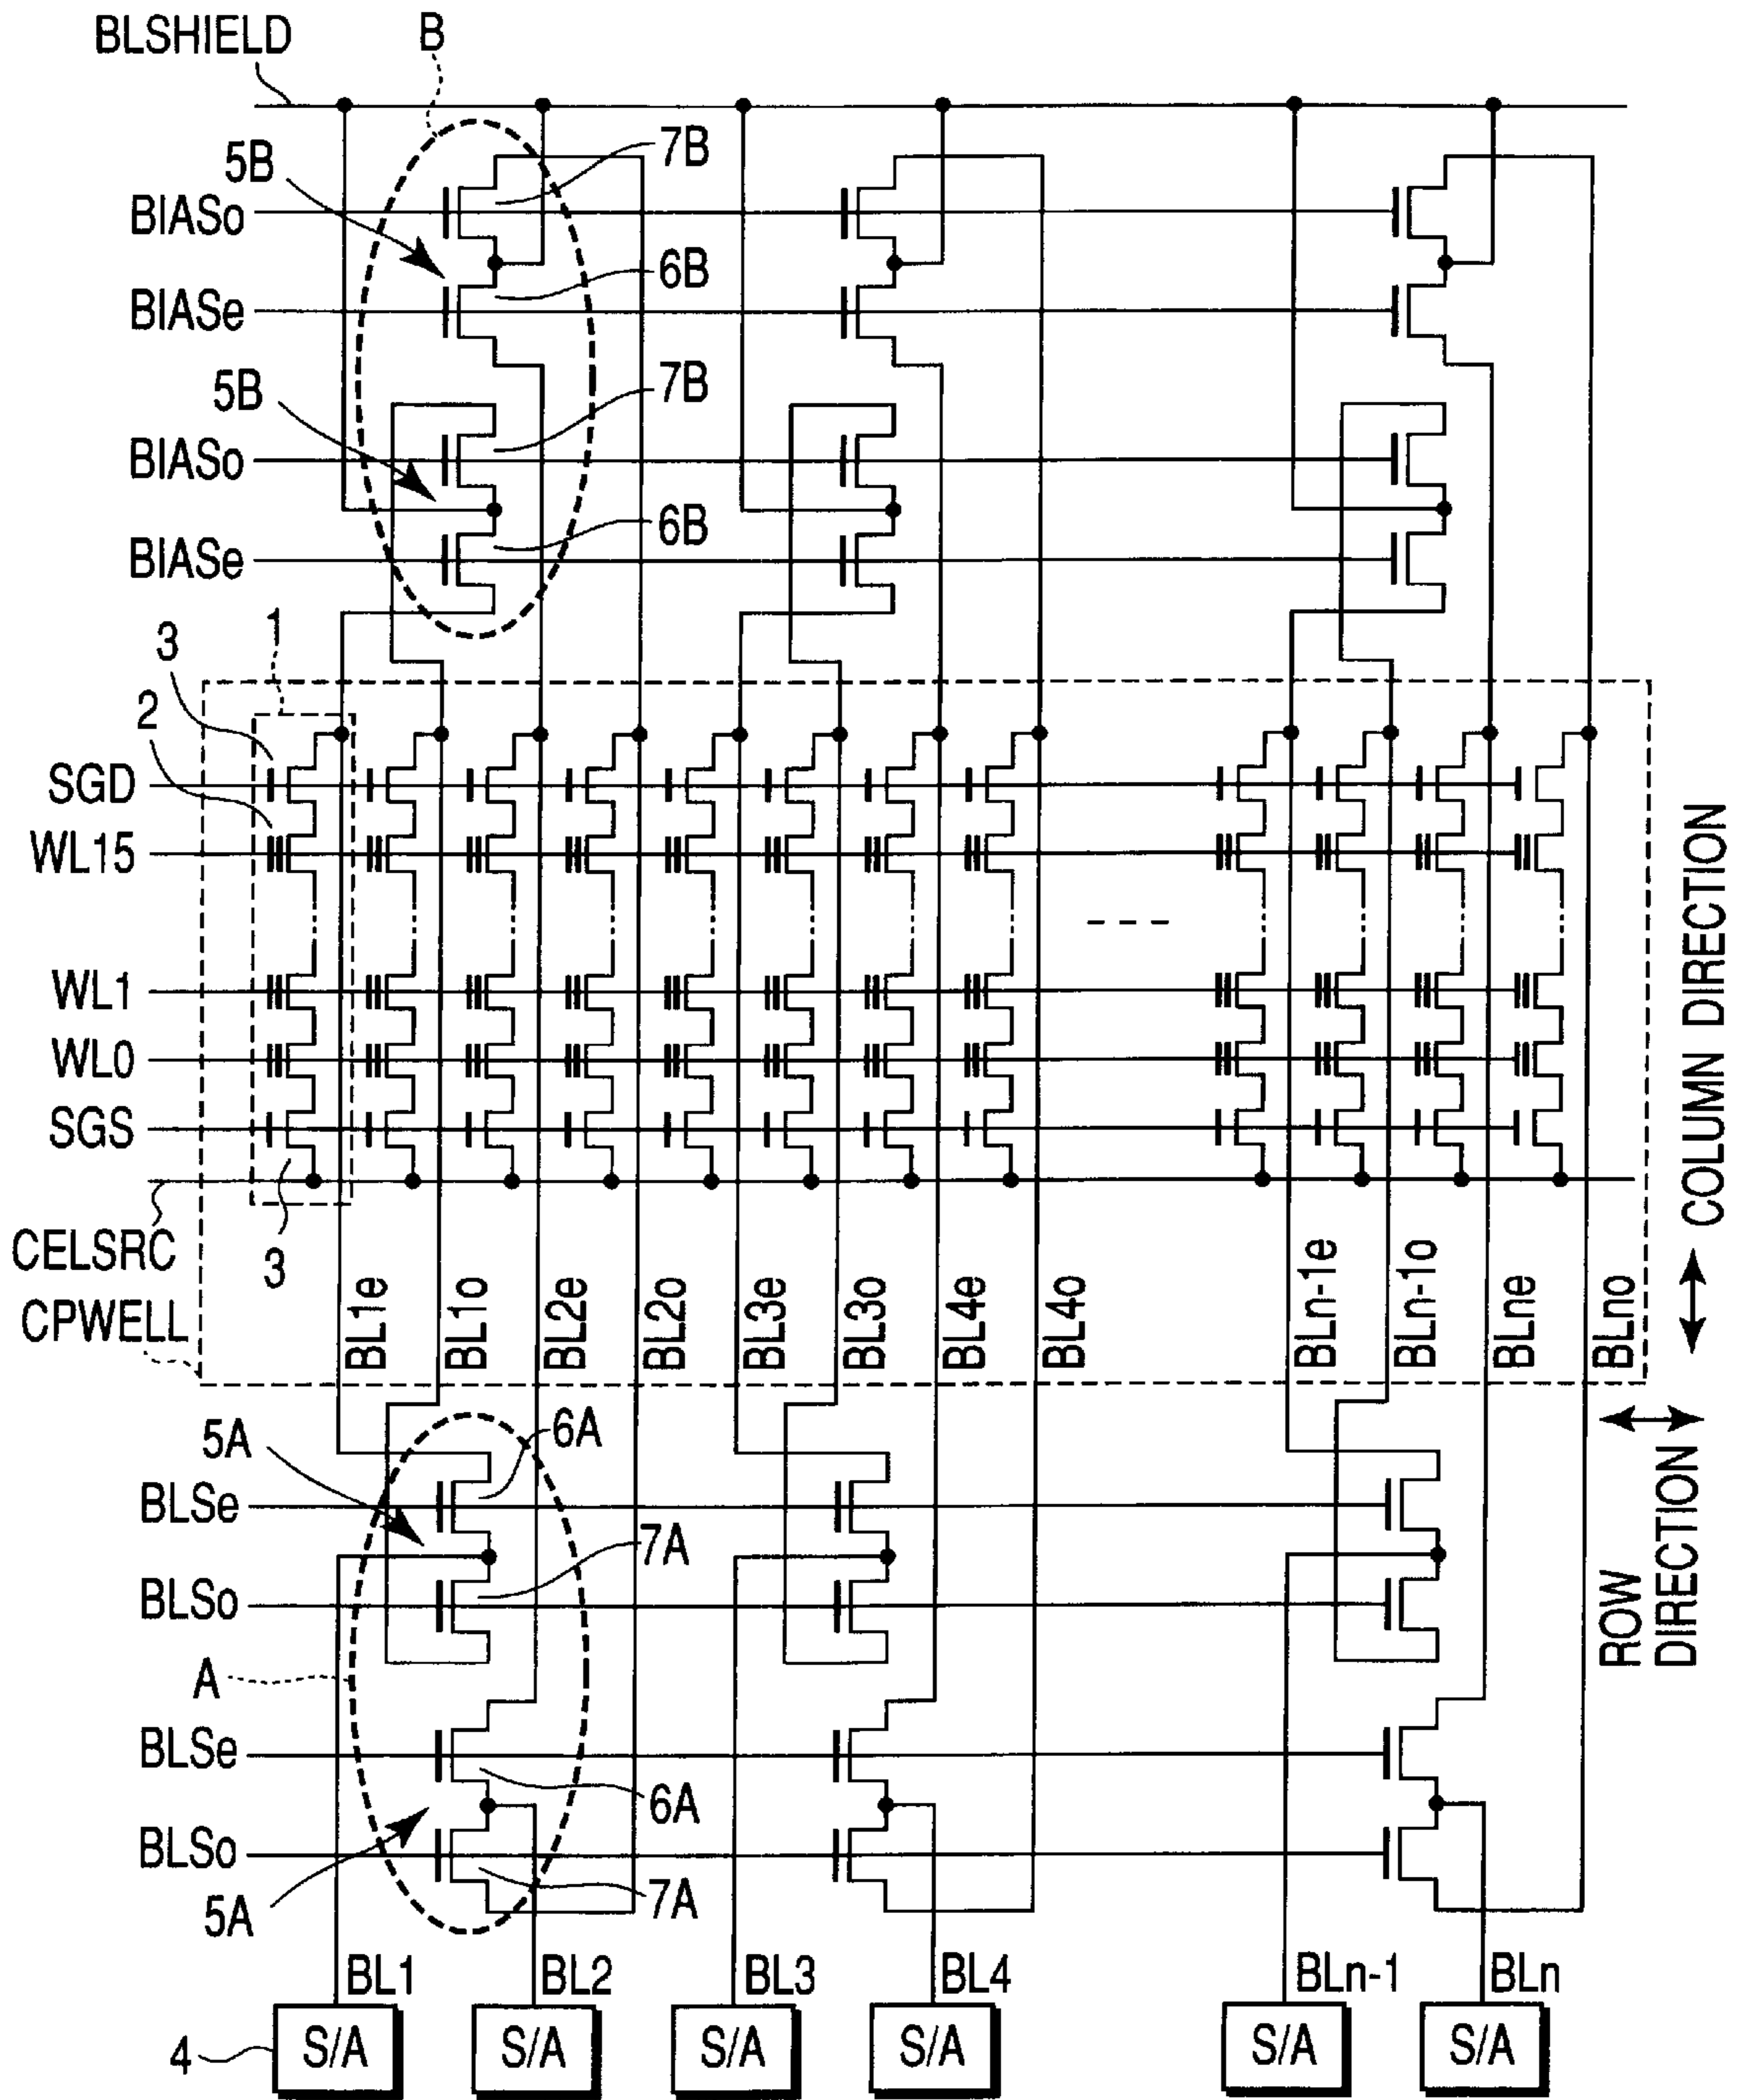 BLSHIELD B
5B 7B
BIASo
6B
BIASe
5B 7B
BIASo
6B
BIASe
1
3
2
SGD
WL15
- - -
WL1
WL0
SGS
CELSRC 3
CPWELL
BL1e
BL1o
BL2e
BL2o
BL3e
BL3o
BL4e
BL4o
BLn-1e
BLn-1o
BLne
BLno
COLUMN DIRECTION
ROW
DIRECTION
5A 6A
BLSe
7A
BLSo
A
BLSe
6A
BLSo
5A 7A
BL1 BL2 BL3 BL4 BLn-1 BLn
4 S/A S/A S/A S/A S/A S/A